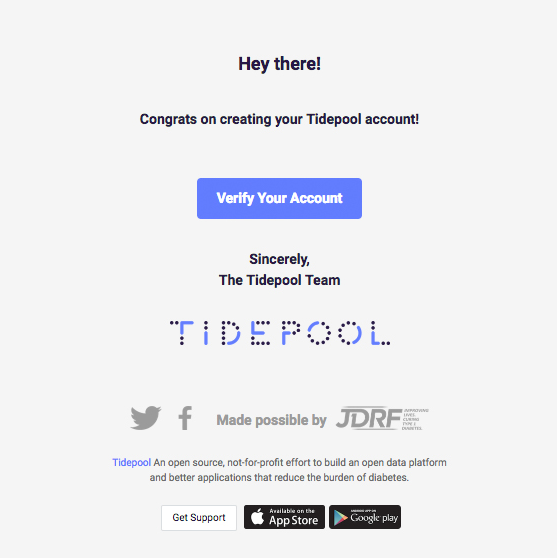 Hey there!
Congrats on creating your Tidepool account!
Verify Your Account
Sincerely,
The Tidepool Team
TIDEPOOL
Made possible by JDRF IMPROVING
LIVES.
CURING
TYPE 1
DIABETES.
Tidepool An open source, not-for-profit effort to build an open data platform
and better applications that reduce the burden of diabetes.
Get Support
Available on the
App Store
ANDROID APP ON
Google play